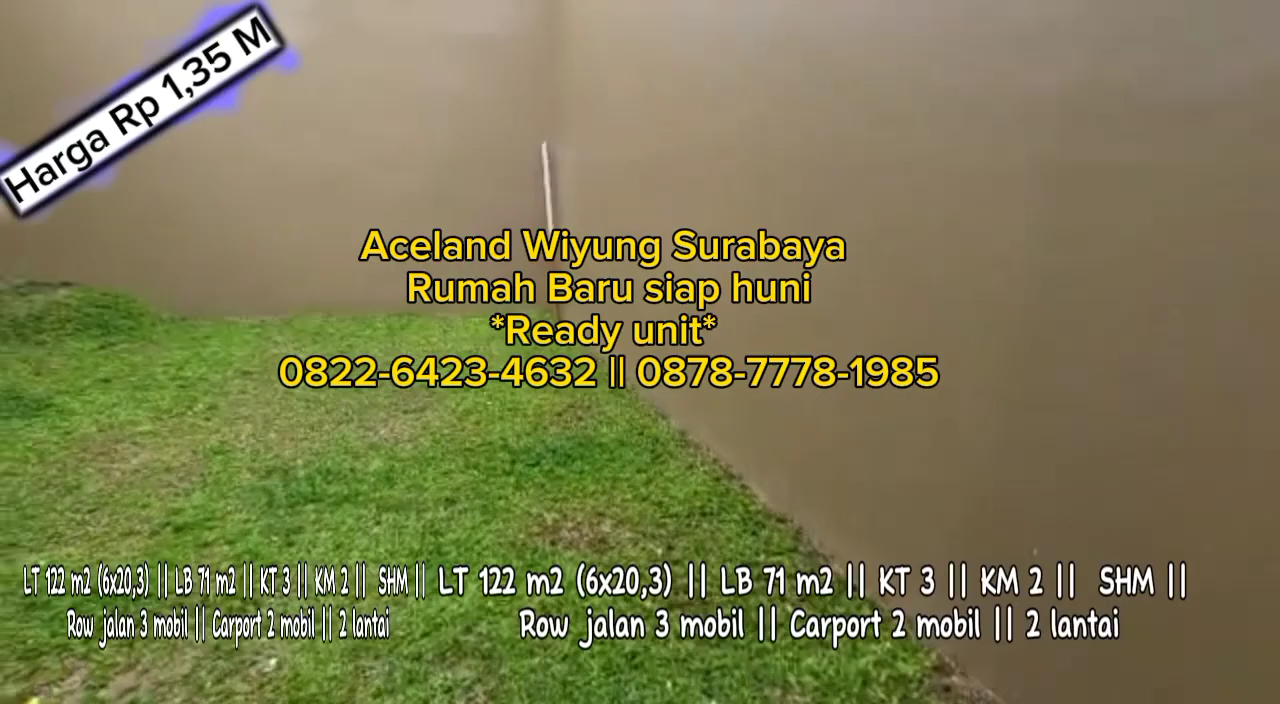 Harga Rp 1,35 M
Aceland Wiyung Surabaya
Rumah Baru siap huni
*Ready unit*
0822-6423-4632 || 0878-7778-1985
LT 122 m2 (6x20,3) || LB 71 m2 || KT 3 || KM 2 || SHM ||
Row jalan 3 mobil || Carport 2 mobil || 2 lantai
LT 122 m2 (6x20,3) || LB 71 m2 || KT 3 || KM 2 || SHM ||
Row jalan 3 mobil || Carport 2 mobil || 2 lantai